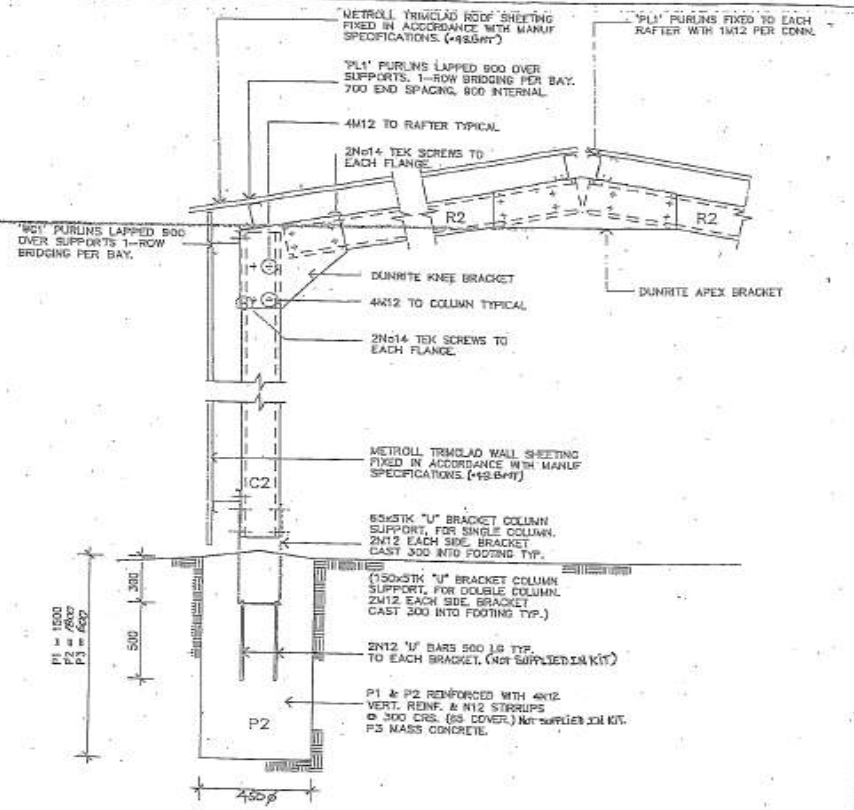 METROLL TRIMCLAD ROOF SHEETING
FIXED IN ACCORDANCE WITH MANUF
SPECIFICATIONS. (•48BMT)
'PL1' PURLINS FIXED TO EACH
RAFTER WITH 1M12 PER CONN.
'PL1' PURLINS LAPPED 900 OVER
SUPPORTS. 1-ROW BRIDGING PER BAY.
700 END SPACING, 900 INTERNAL.
4M12 TO RAFTER TYPICAL
2No14 TEK SCREWS TO
EACH FLANGE.
R2
R2
PURLINS LAPPED 900
OVER SUPPORTS 1-ROW
BRIDGING PER BAY.
DUNRITE KNEE BRACKET
DUNRITE APEX BRACKET
4M12 TO COLUMN TYPICAL
2No14 TEK SCREWS TO
EACH FLANGE.
METROLL TRIMCLAD WALL SHEETING
FIXED IN ACCORDANCE WITH MANUF
SPECIFICATIONS. (•48BMT)
C2
65x5TK "U" BRACKET COLUMN
SUPPORT, FOR SINGLE COLUMN.
2M12 EACH SIDE. BRACKET
CAST 300 INTO FOOTING TYP.
(150x5TK "U" BRACKET COLUMN
SUPPORT, FOR DOUBLE COLUMN.
2M12 EACH SIDE. BRACKET
CAST 300 INTO FOOTING TYP.)
300
500
P1 = 1500
P2 =
P3 =
2N12 'U' BARS 500 LG TYP.
TO EACH BRACKET. (NOT SUPPLIED IN KIT)
P1 & P2 REINFORCED WITH 4N12
VERT. REINF. & N12 STIRRUPS
@ 300 CRS. (65 COVER.) NOT SUPPLIED IN KIT.
P3 MASS CONCRETE.
P2
450φ